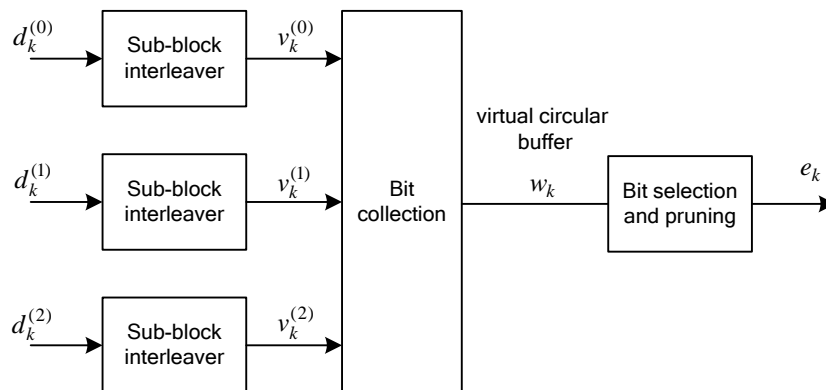 d_k^{(0)}
Sub-block
interleaver
v_k^{(0)}
d_k^{(1)}
Sub-block
interleaver
v_k^{(1)}
d_k^{(2)}
Sub-block
interleaver
v_k^{(2)}
Bit
collection
virtual circular
buffer
w_k
Bit selection
and pruning
e_k